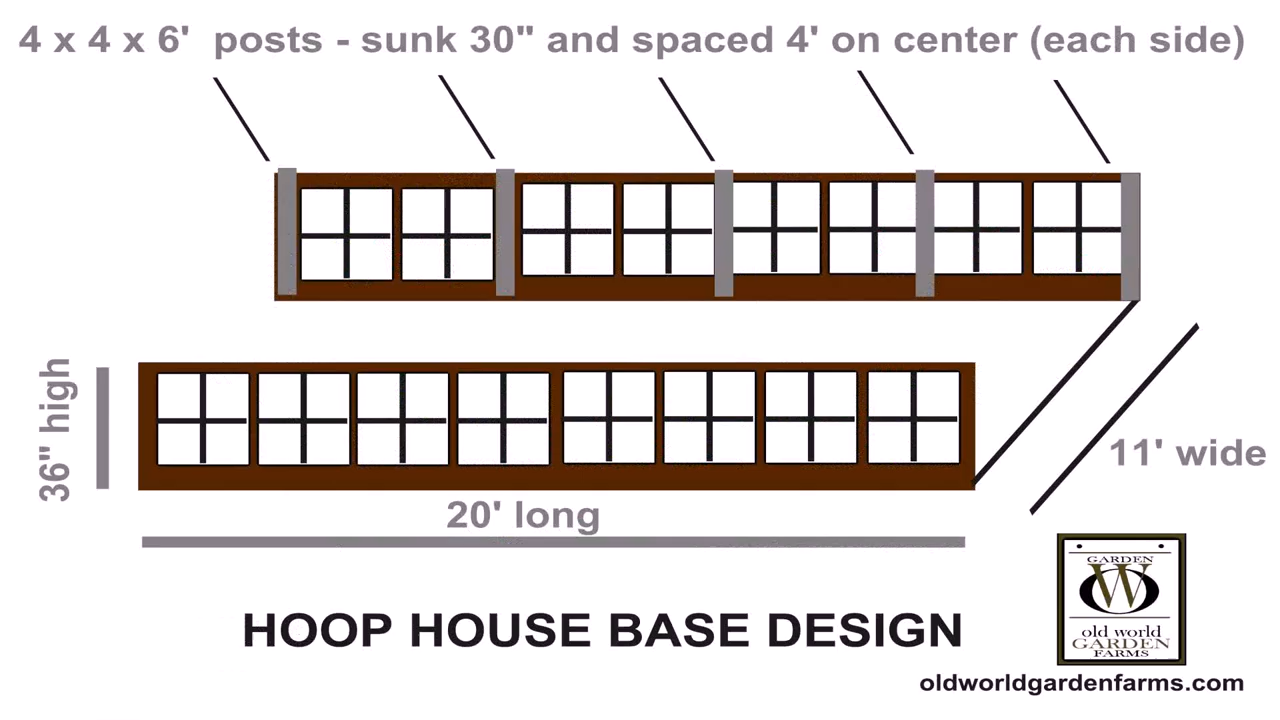 4 x 4 x 6' posts - sunk 30" and spaced 4' on center (each side)
36" high
11' wide
20' long
HOOP HOUSE BASE DESIGN
GARDEN
OW
old world
GARDEN
FARMS
oldworldgardenfarms.com